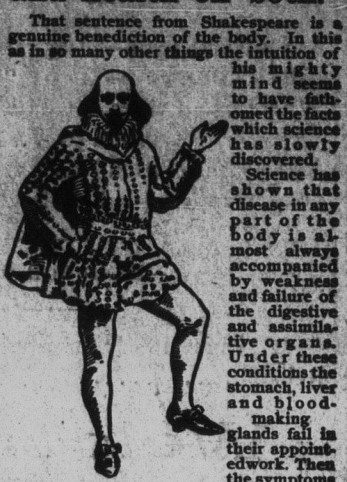 That sentence from Shakespeare is a
genuine benediction of the body. In this
as in so many other things the intuition of
his mighty
mind seems
to have fath-
omed the facts
which science
has slowly
discovered.
Science has
shown that
disease in any
part of the
body is al-
most always
accompanied
by weakness
and failure of
the digestive
and assimila-
tive organs.
Under these
conditions the
stomach, liver
and blood-
making
glands fail in
their appoint-
edwork. Then
the symptoms